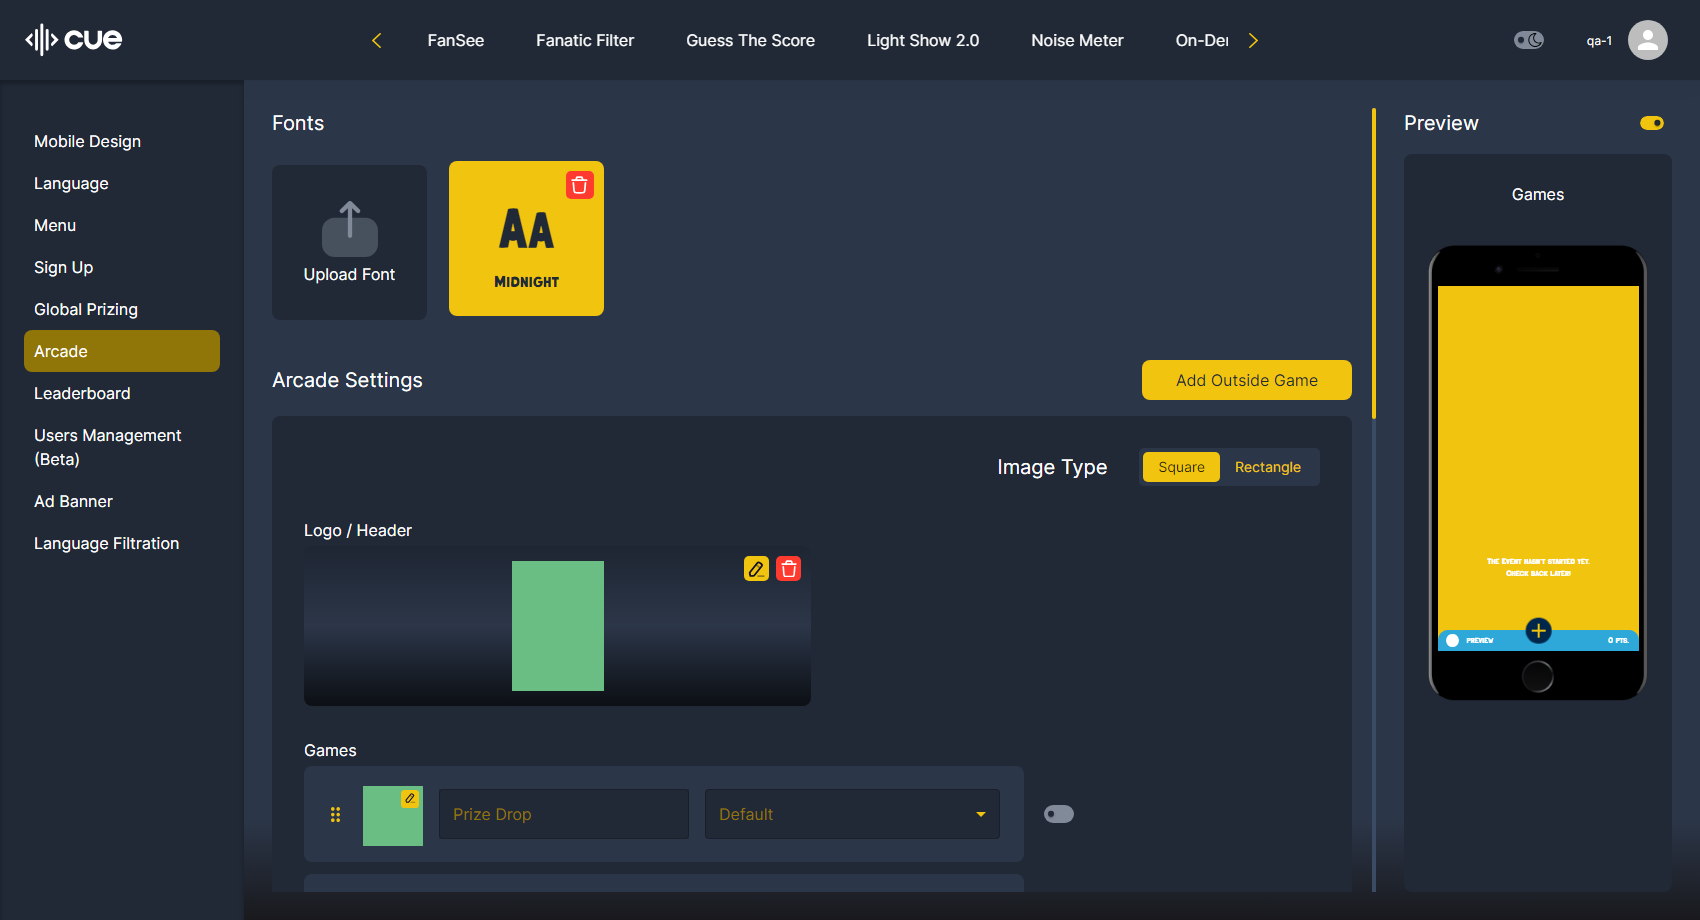 cue
FanSee
Fanatic Filter
Guess The Score
Light Show 2.0
Noise Meter
On-Der
qa-1
Mobile Design
Language
Menu
Sign Up
Global Prizing
Arcade
Leaderboard
Users Management
(Beta)
Ad Banner
Language Filtration
Fonts
Upload Font
AA
MIDNIGHT
Arcade Settings
Add Outside Game
Image Type
Square
Rectangle
Logo / Header
Games
Prize Drop
Default
Preview
Games
THE EVENT HASN'T STARTED YET.
CHECK BACK LATER!
PREVIEW
0 PTS.